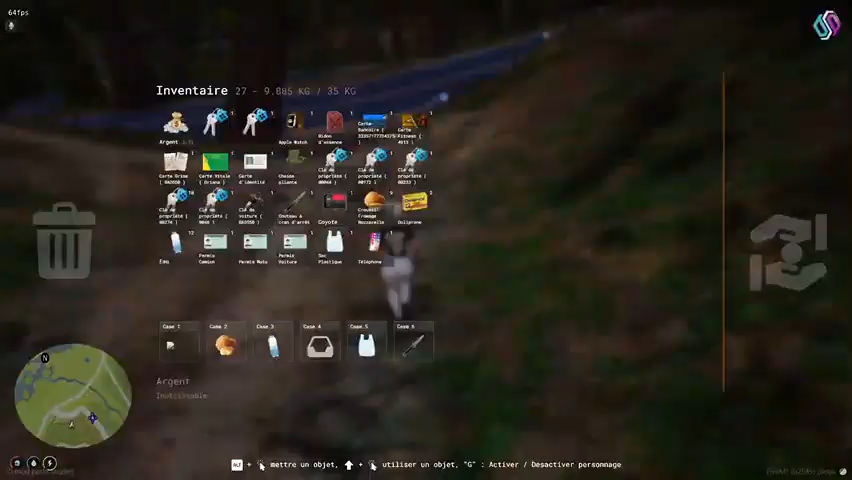 64fps
Inventaire 27 - 9.885 KG / 35 KG
Argent
Apple Watch
Bidon d'essence
Carte Bancaire
Carte Fitness ( 4913 )
Carte Grise
Carte Vitale
Carte d'identité
Chaise pliante
Clé de propriété
Clé de propriété
Clé de propriété
Clé de propriété
Clé de propriété
Clé de voiture
Couteau à cran d'arrêt
Coyote
Fromage Mozzarella
Doliprane
Eau
Permis Camion
Permis Moto
Permis Voiture
Sac Plastique
Téléphone
Case 1
Case 2
Case 3
Case 4
Case 5
Case 6
Argent
Inutilisable
N
ALT + mettre un objet, + utiliser un objet, "G" : Activer / Desactiver personnage